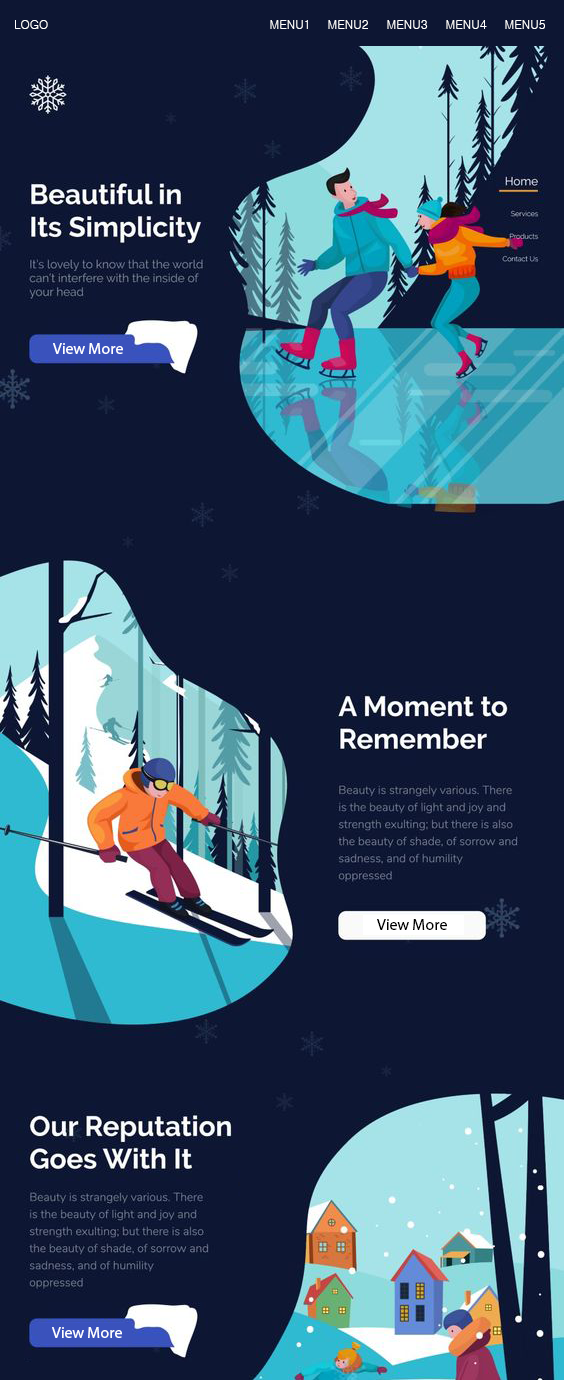 LOGO
MENU1 MENU2 MENU3 MENU4 MENU5
Beautiful in
Its Simplicity
It's lovely to know that the world
can't interfere with the inside of
your head
View More
Home
Services
Products
Contact Us
A Moment to
Remember
Beauty is strangely various. There
is the beauty of light and joy and
strength exulting; but there is also
the beauty of shade, of sorrow and
sadness, and of humility
oppressed
View More
Our Reputation
Goes With It
Beauty is strangely various. There
is the beauty of light and joy and
strength exulting; but there is also
the beauty of shade, of sorrow and
sadness, and of humility
oppressed
View More